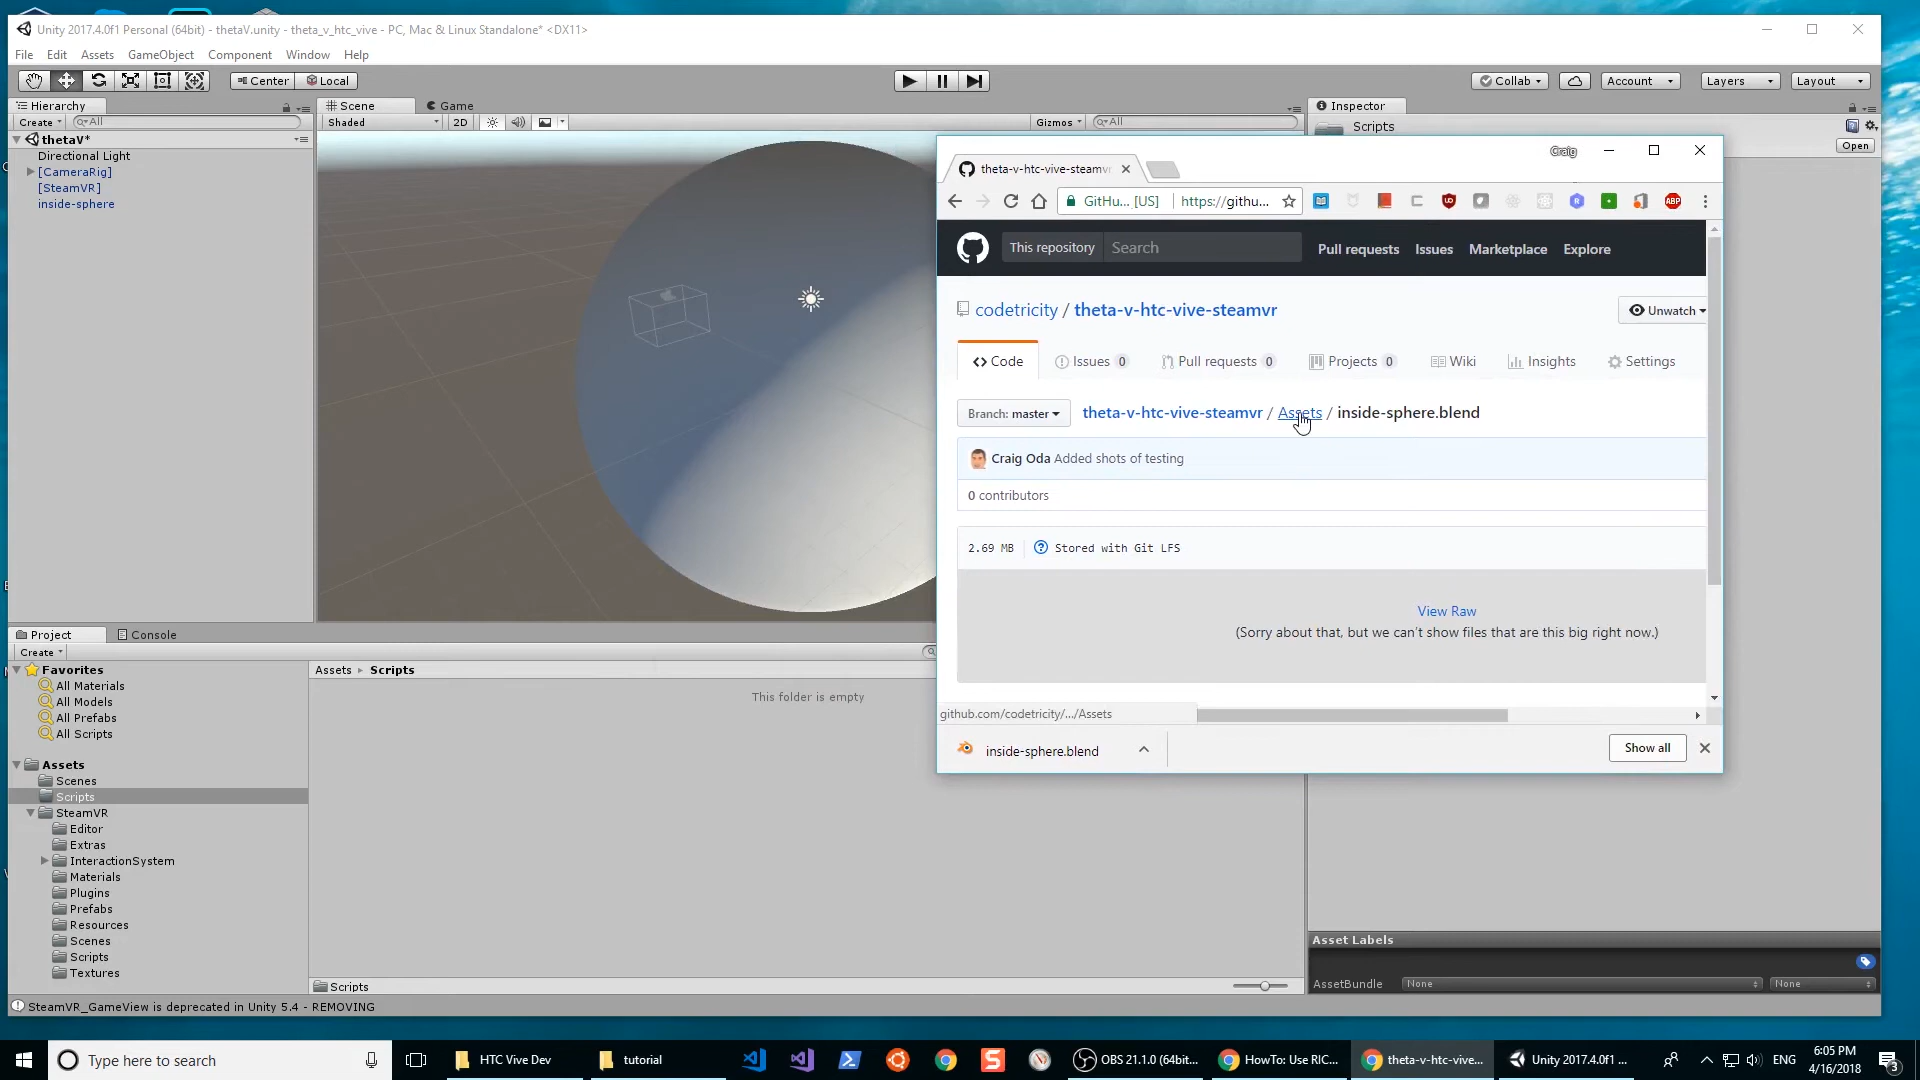 Unity 2017.4.0f1 Personal (64bit) - thetaV.unity - theta_v_htc_vive - PC, Mac & Linux Standalone* <DX11>
File Edit Assets GameObject Component Window Help
Center Local Collab Account Layers Layout
Hierarchy
Create All
thetaV*
Directional Light
[CameraRig]
[SteamVR]
inside-sphere
Scene Game
Shaded 2D Gizmos All
Inspector
Scripts
Open
Craig
theta-v-htc-vive-steamvr
GitHu... [US] https://githu...
This repository Search Pull requests Issues Marketplace Explore
codetricity / theta-v-htc-vive-steamvr
Unwatch
Code Issues 0 Pull requests 0 Projects 0 Wiki Insights Settings
Branch: master theta-v-htc-vive-steamvr / Assets / inside-sphere.blend
Craig Oda Added shots of testing
0 contributors
2.69 MB Stored with Git LFS
View Raw
(Sorry about that, but we can't show files that are this big right now.)
github.com/codetricity/.../Assets
inside-sphere.blend Show all
Project Console
Create
Favorites
All Materials
All Models
All Prefabs
All Scripts
Assets
Scenes
Scripts
SteamVR
Editor
Extras
InteractionSystem
Materials
Plugins
Prefabs
Resources
Scenes
Scripts
Textures
Assets Scripts
This folder is empty
Scripts
Asset Labels
AssetBundle None None
SteamVR_GameView is deprecated in Unity 5.4 - REMOVING
Type here to search
HTC Vive Dev tutorial OBS 21.1.0 (64bit... HowTo: Use RIC... theta-v-htc-vive... Unity 2017.4.0f1 ...
ENG
6:05 PM
4/16/2018
3